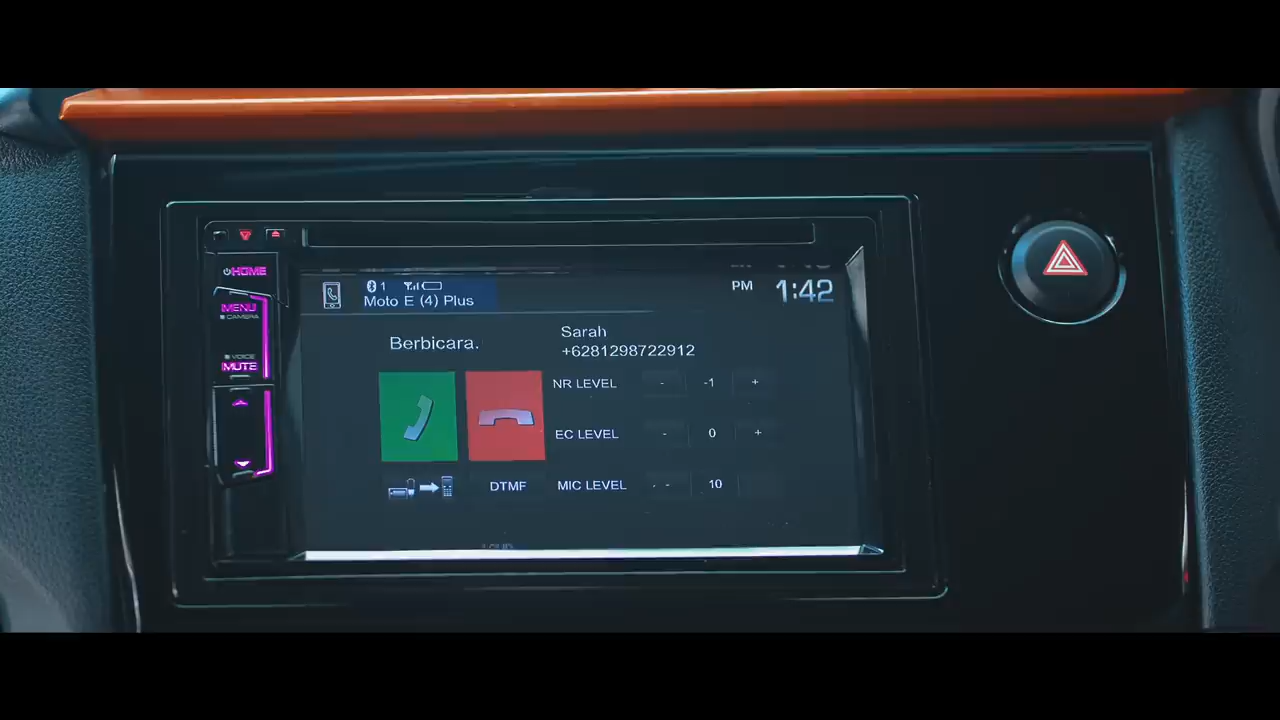 HOME
MENU
CAMERA
VOICE
MUTE
1
Moto E (4) Plus
PM 1:42
Berbicara.
Sarah
+6281298722912
NR LEVEL - -1 +
EC LEVEL - 0 +
DTMF
MIC LEVEL - 10